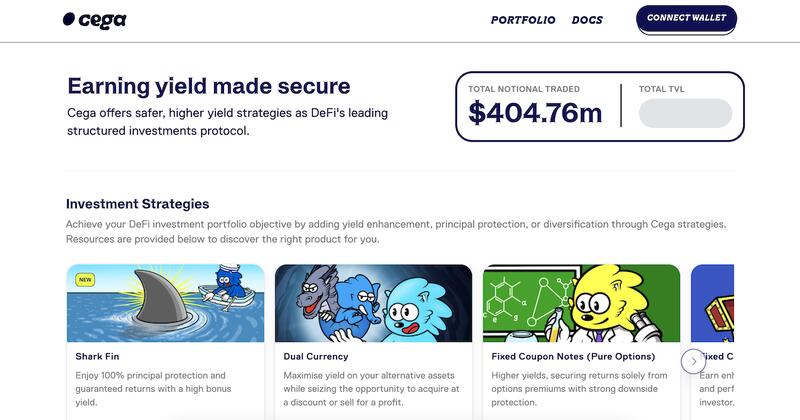 cega
PORTFOLIO DOCS CONNECT WALLET
Earning yield made secure
Cega offers safer, higher yield strategies as DeFi's leading
structured investments protocol.
TOTAL NOTIONAL TRADED
$404.76m
TOTAL TVL
Investment Strategies
Achieve your DeFi investment portfolio objective by adding yield enhancement, principal protection, or diversification through Cega strategies.
Resources are provided below to discover the right product for you.
NEW
Shark Fin
Enjoy 100% principal protection and
guaranteed returns with a high bonus
yield.
Dual Currency
Maximise yield on your alternative assets
while seizing the opportunity to acquire at
a discount or sell for a profit.
Fixed Coupon Notes (Pure Options)
Higher yields, securing returns solely from
options premiums with strong downside
protection.
Fixed C
Earn enh
and perf
investor